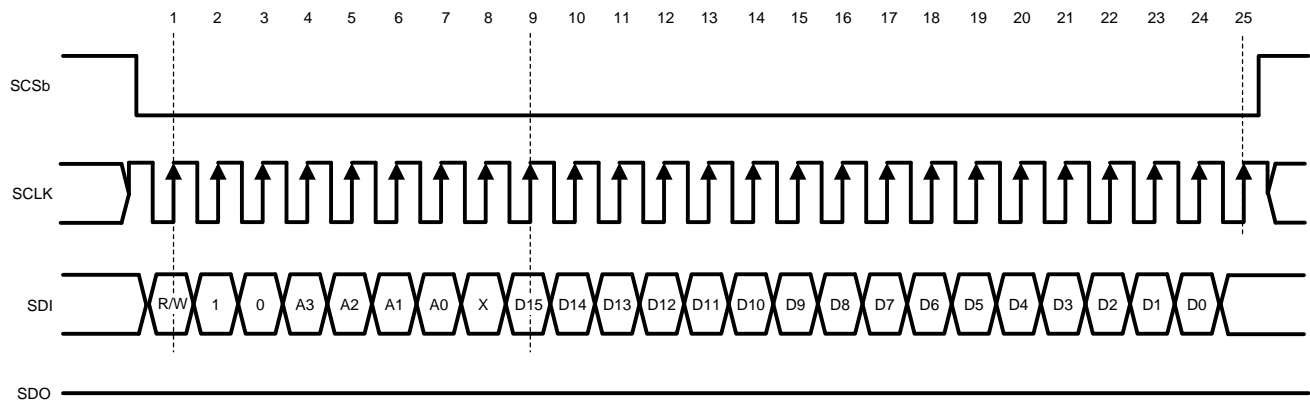 1 2 3 4 5 6 7 8 9 10 11 12 13 14 15 16 17 18 19 20 21 22 23 24 25
SCSb
SCLK
SDI R/W 1 0 A3 A2 A1 A0 X D15 D14 D13 D12 D11 D10 D9 D8 D7 D6 D5 D4 D3 D2 D1 D0
SDO